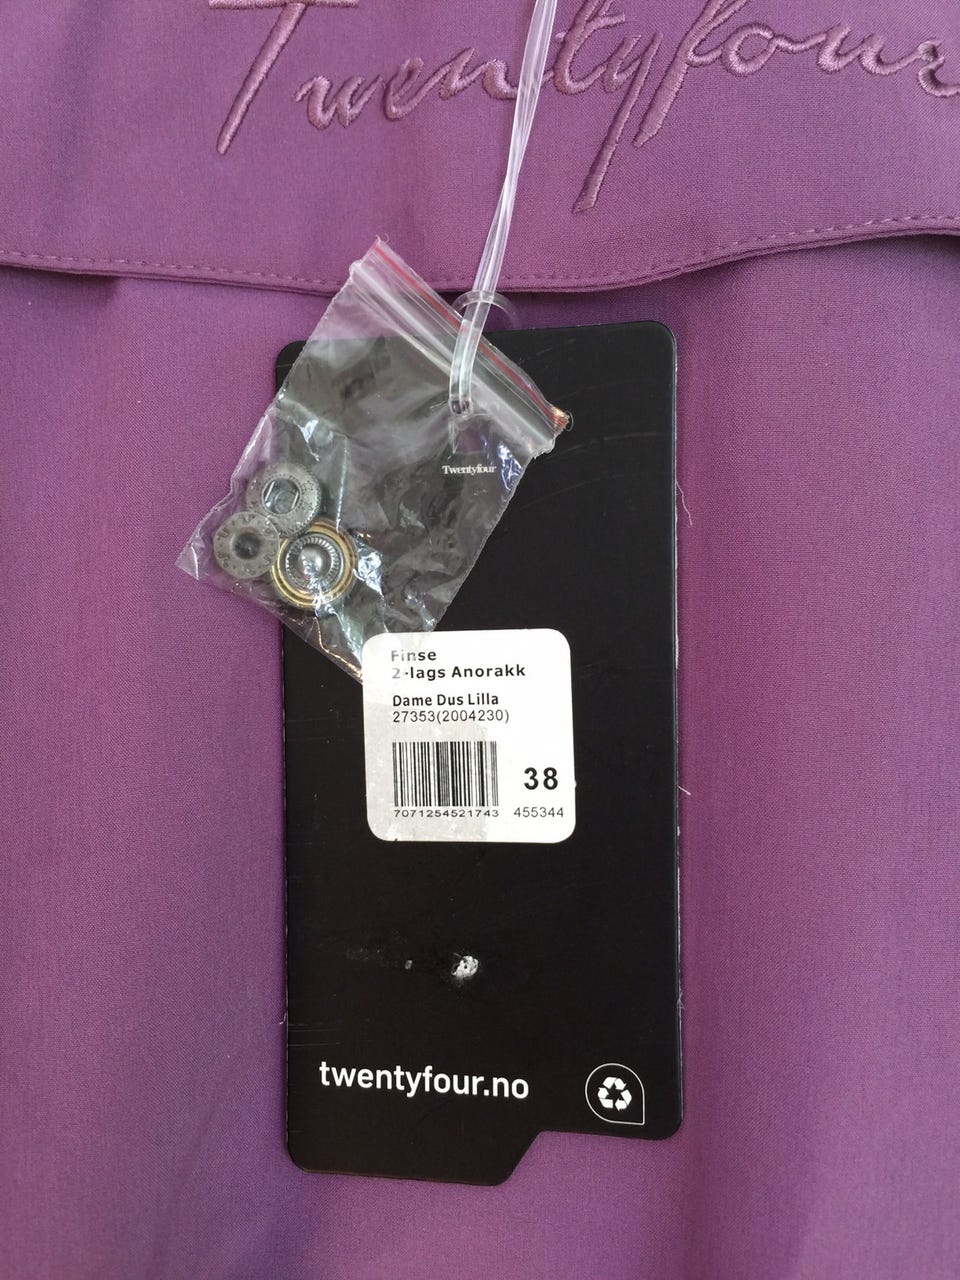 Twentyfour
Twentyfour
Finse
2-lags Anorakk
Dame Dus Lilla
27353(2004230)
38
7071254521743 455344
twentyfour.no